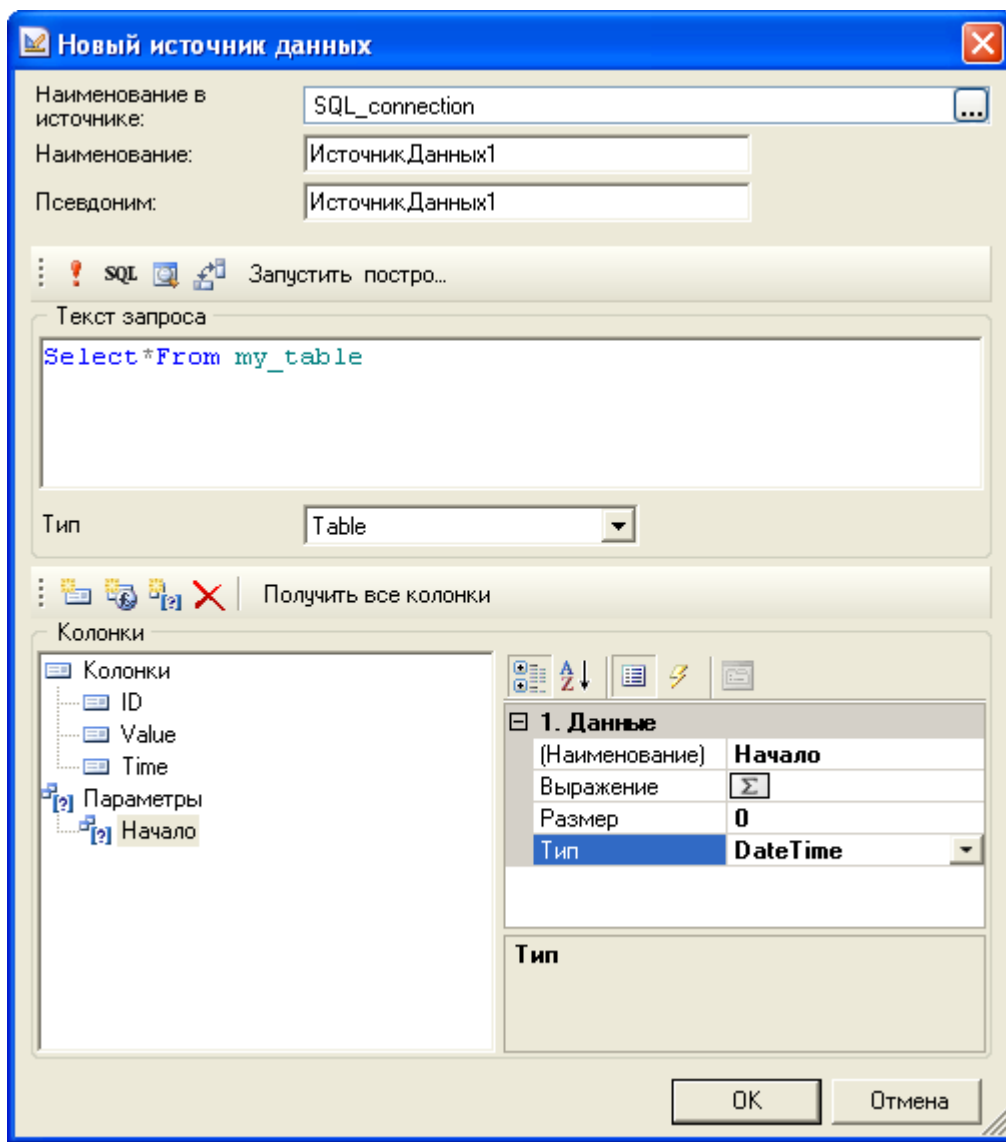 Новый источник данных
Наименование в
источнике:
SQL_connection
...
Наименование:
ИсточникДанных1
Псевдоним:
ИсточникДанных1
SQL Запустить постро...
Текст запроса
Select*From my_table
Тип
Table
Получить все колонки
Колонки
Колонки
ID
Value
Time
Параметры
Начало
1. Данные
(Наименование) Начало
Выражение Σ
Размер 0
Тип DateTime
Тип
OK
Отмена